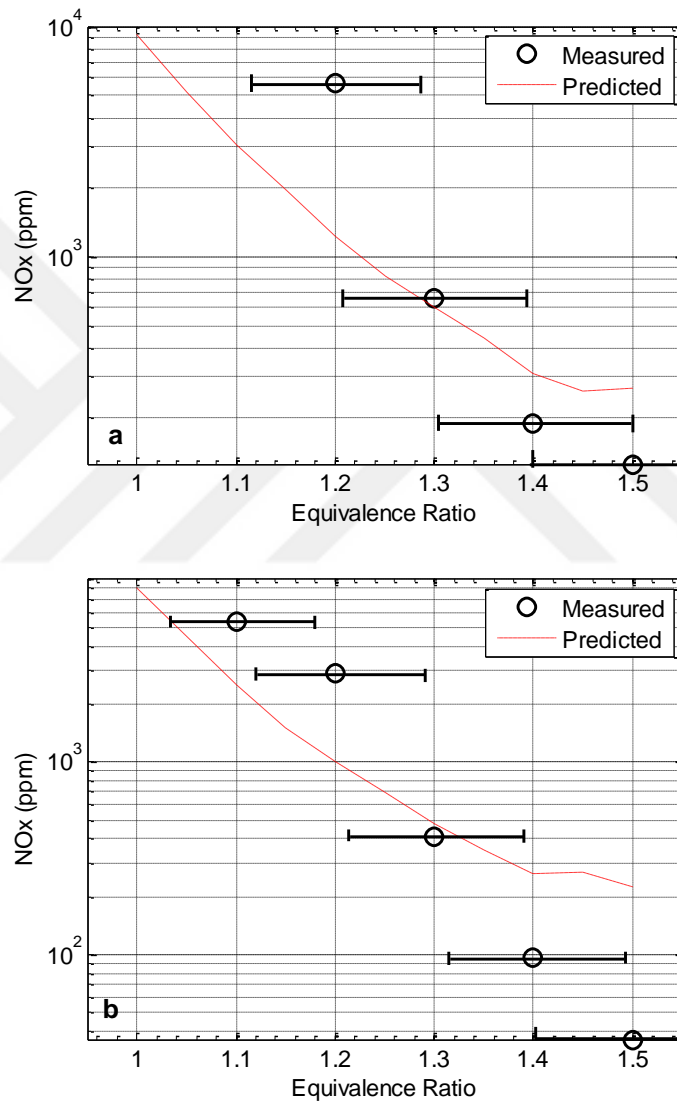 10^4
Measured
Predicted
NOx (ppm)
10^3
a
1
1.1
1.2
1.3
1.4
1.5
Equivalence Ratio
Measured
Predicted
NOx (ppm)
10^3
10^2
b
1
1.1
1.2
1.3
1.4
1.5
Equivalence Ratio